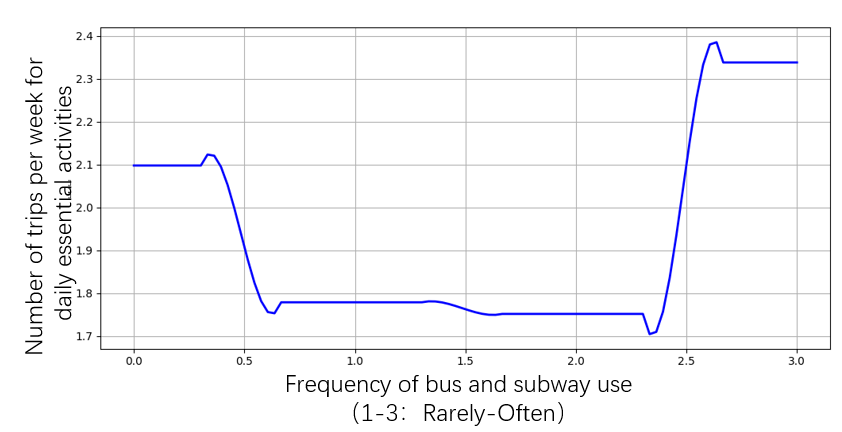 Number of trips per week for
daily essential activities
2.4
2.3
2.2
2.1
2.0
1.9
1.8
1.7
0.0 0.5 1.0 1.5 2.0 2.5 3.0
Frequency of bus and subway use
（1-3：Rarely-Often）